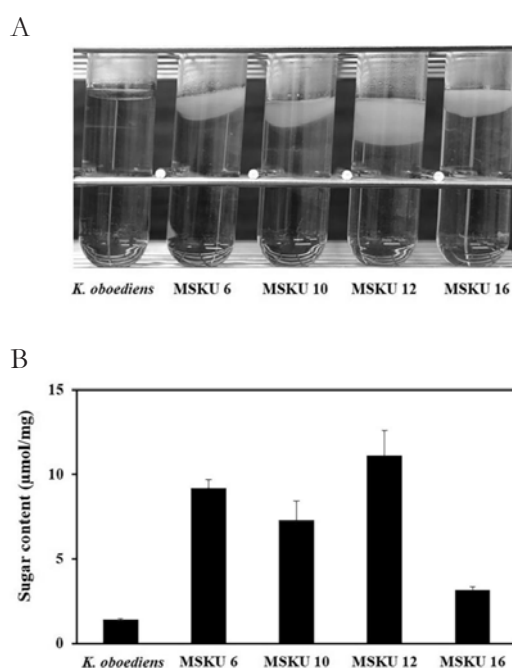 A
K. oboediens MSKU 6 MSKU 10 MSKU 12 MSKU 16
B
Sugar content (μmol/mg)
15
10
5
0
K. oboediens MSKU 6 MSKU 10 MSKU 12 MSKU 16